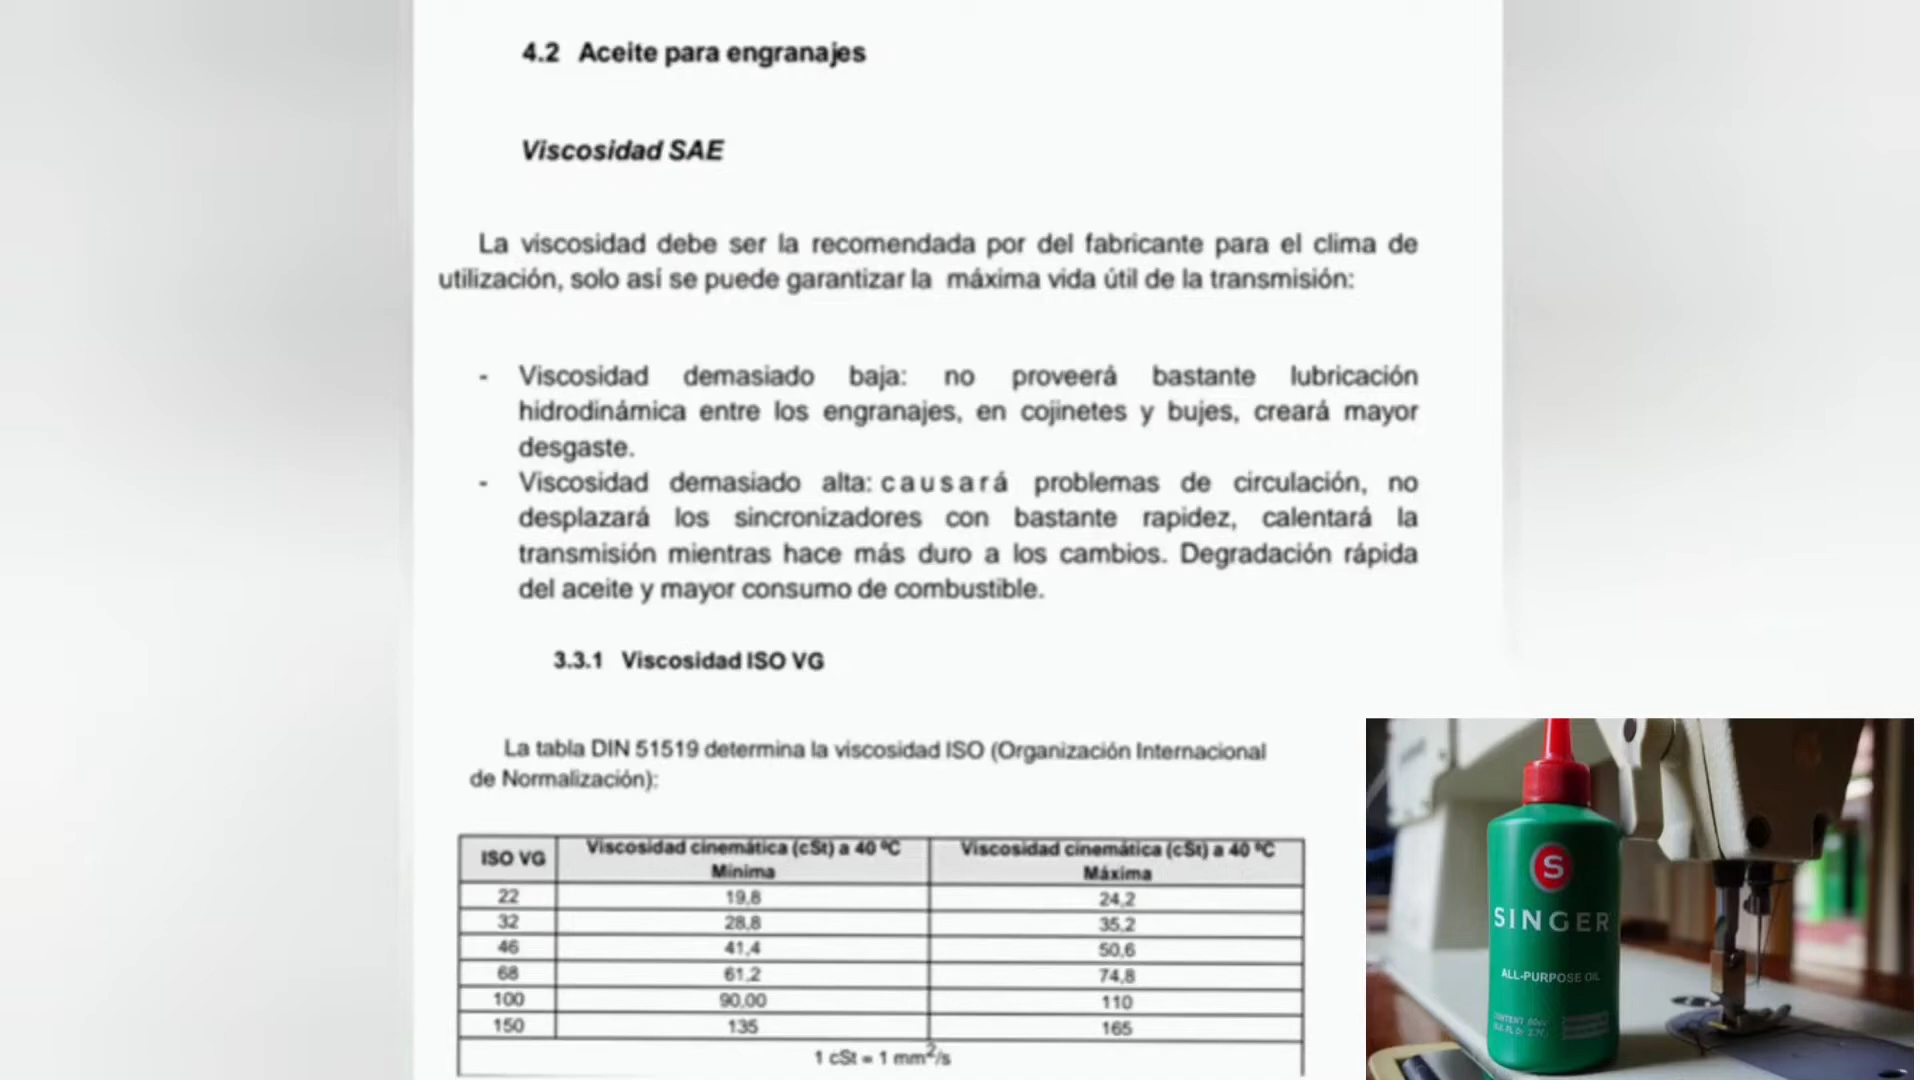 4.2 Aceite para engranajes
Viscosidad SAE
La viscosidad debe ser la recomendada por del fabricante para el clima de
utilización, solo así se puede garantizar la máxima vida útil de la transmisión:
- Viscosidad demasiado baja: no proveerá bastante lubricación
hidrodinámica entre los engranajes, en cojinetes y bujes, creará mayor
desgaste.
- Viscosidad demasiado alta: causará problemas de circulación, no
desplazará los sincronizadores con bastante rapidez, calentará la
transmisión mientras hace más duro a los cambios. Degradación rápida
del aceite y mayor consumo de combustible.
3.3.1 Viscosidad ISO VG
La tabla DIN 51519 determina la viscosidad ISO (Organización Internacional
de Normalización):
ISO VG Viscosidad cinemática (cSt) a 40 ºC Mínima Viscosidad cinemática (cSt) a 40 ºC Máxima
22 19,8 24,2
32 28,8 35,2
46 41,4 50,6
68 61,2 74,8
100 90,00 110
150 135 165
1 cSt = 1 mm²/s
S
SINGER
ALL-PURPOSE OIL
CONTENT